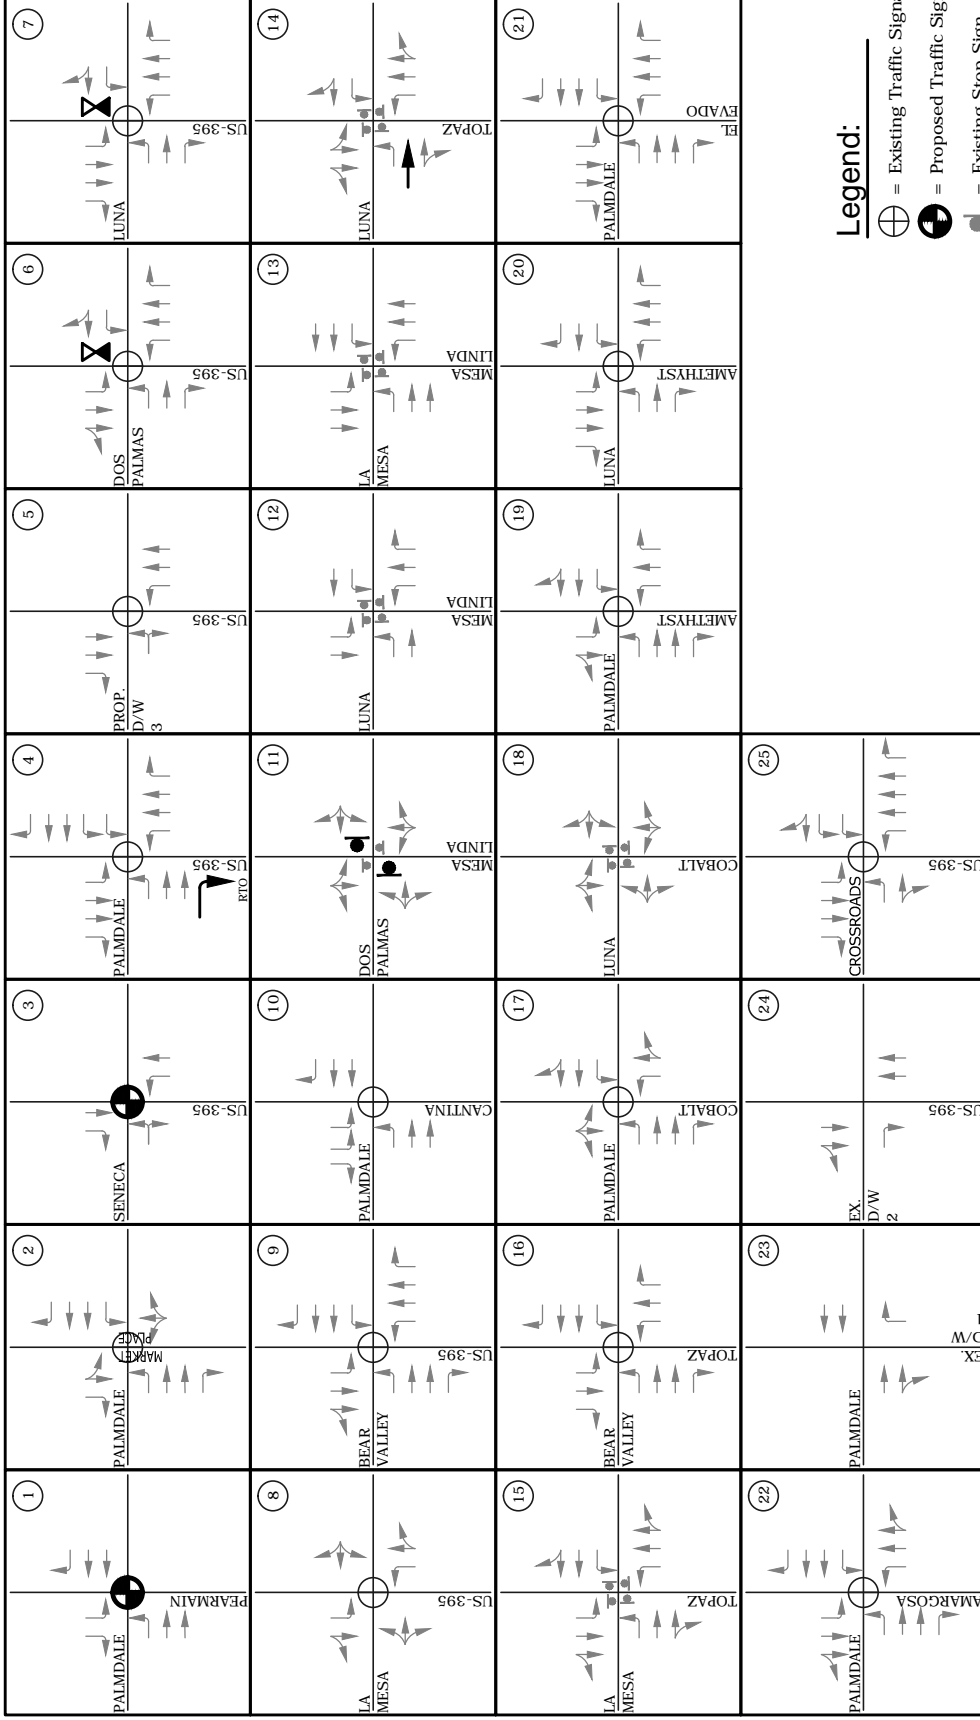 1
PALMDALE
PEARMAIN
2
PALMDALE
MARKET
PLACE
3
SENECA
US-395
4
PALMDALE
US-395
RTO
5
PROP.
D/W
3
US-395
6
DOS
PALMAS
US-395
7
LUNA
US-395
8
LA
MESA
US-395
9
BEAR
VALLEY
US-395
10
PALMDALE
CANTINA
11
DOS
PALMAS
MESA
LINDA
12
LUNA
MESA
LINDA
13
LA
MESA
MESA
LINDA
14
LUNA
TOPAZ
15
LA
MESA
TOPAZ
16
BEAR
VALLEY
TOPAZ
17
PALMDALE
COBALT
18
LUNA
COBALT
19
PALMDALE
AMETHYST
20
LUNA
AMETHYST
21
PALMDALE
EL
EVADO
22
PALMDALE
AMARGOSA
23
PALMDALE
EX.
D/W
24
EX.
D/W
2
US-395
25
CROSSROADS
US-395
Legend:
= Existing Traffic Signa
= Proposed Traffic Sig
= Existing Stop Sign